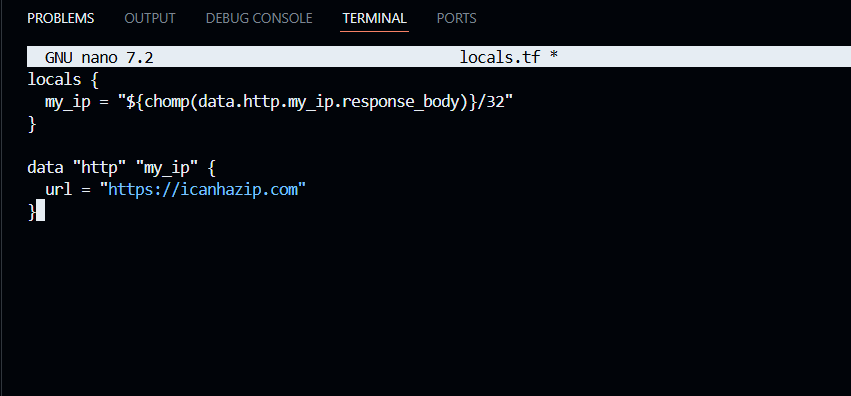 PROBLEMS OUTPUT DEBUG CONSOLE TERMINAL PORTS
GNU nano 7.2 locals.tf *
locals {
  my_ip = "${chomp(data.http.my_ip.response_body)}/32"
}

data "http" "my_ip" {
  url = "https://icanhazip.com"
}